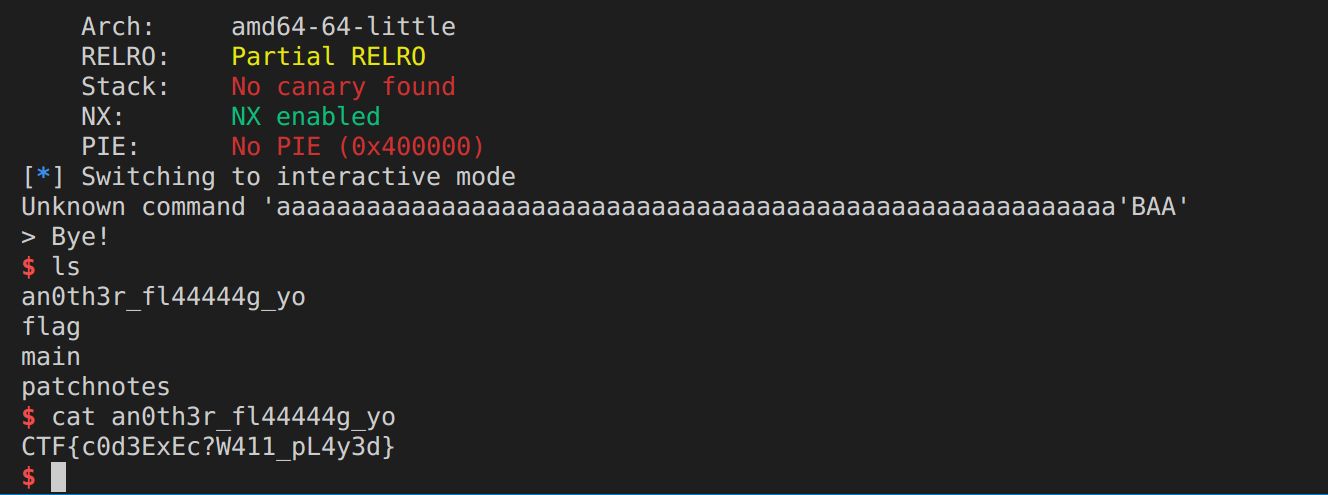 Arch:     amd64-64-little
RELRO:    Partial RELRO
Stack:    No canary found
NX:       NX enabled
PIE:      No PIE (0x400000)
[*] Switching to interactive mode
Unknown command 'aaaaaaaaaaaaaaaaaaaaaaaaaaaaaaaaaaaaaaaaaaaaaaaaaaaaaaaa'BAA'
> Bye!
$ ls
an0th3r_fl44444g_yo
flag
main
patchnotes
$ cat an0th3r_fl44444g_yo
CTF{c0d3ExEc?W411_pL4y3d}
$